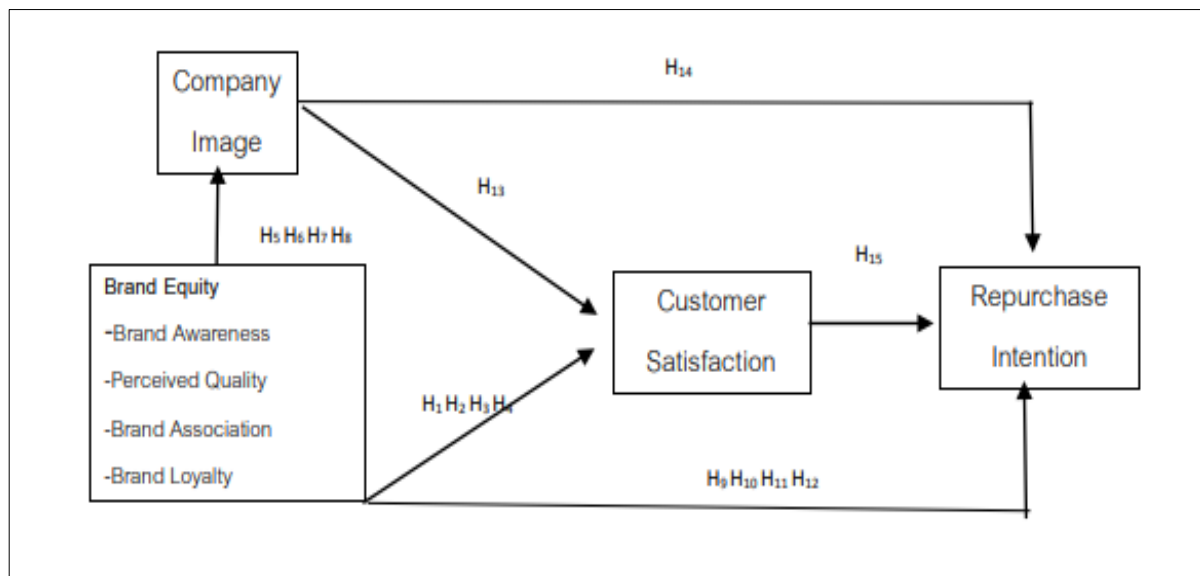 Company
Image
H₁₄
H₁₃
H₅ H₆ H₇ H₈
Brand Equity
-Brand Awareness
-Perceived Quality
-Brand Association
-Brand Loyalty
H₁ H₂ H₃ H₄
Customer
Satisfaction
H₁₅
Repurchase
Intention
H₉ H₁₀ H₁₁ H₁₂